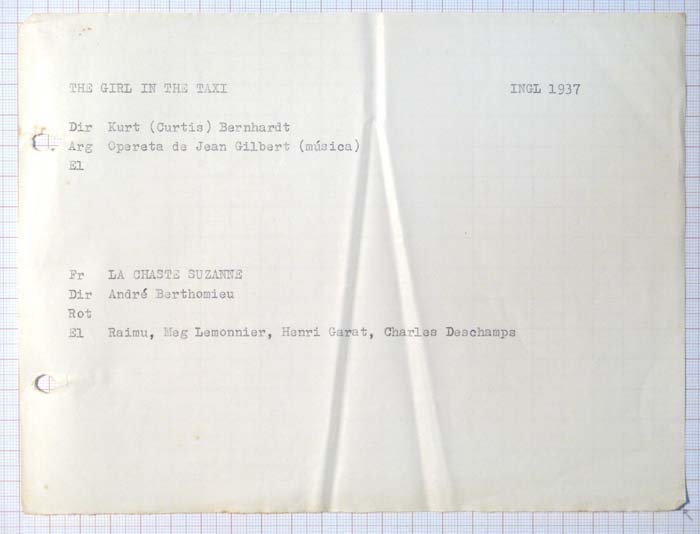 THE GIRL IN THE TAXI INGL 1937
Dir Kurt (Curtis) Bernhardt
Arg Opereta de Jean Gilbert (música)
El
Fr LA CHASTE SUZANNE
Dir André Berthomieu
Rot
El Raimu, Meg Lemonnier, Henri Garat, Charles Deschamps